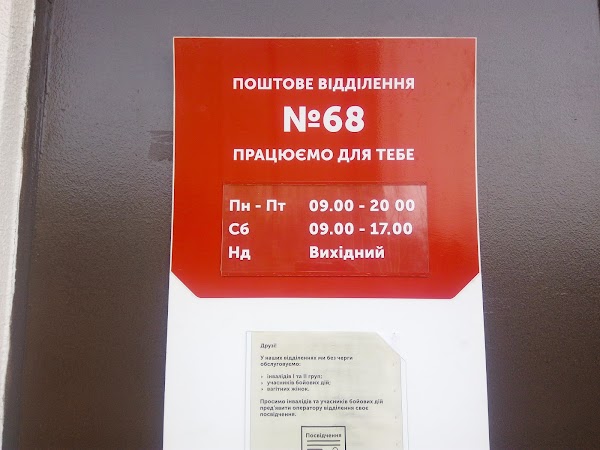 ПОШТОВЕ ВІДДІЛЕННЯ
№68
ПРАЦЮЄМО ДЛЯ ТЕБЕ
Пн - Пт 09.00 - 20 00
Сб 09.00 - 17.00
Нд Вихідний
Друзі!
У наших відділеннях ми без черги
обслуговуємо:
• інвалідів І та ІІ груп;
• учасників бойових дій;
• вагітних жінок.
Просимо інвалідів та учасників бойових дій
пред'явити оператору відділення своє
посвідчення.
Посвідчення